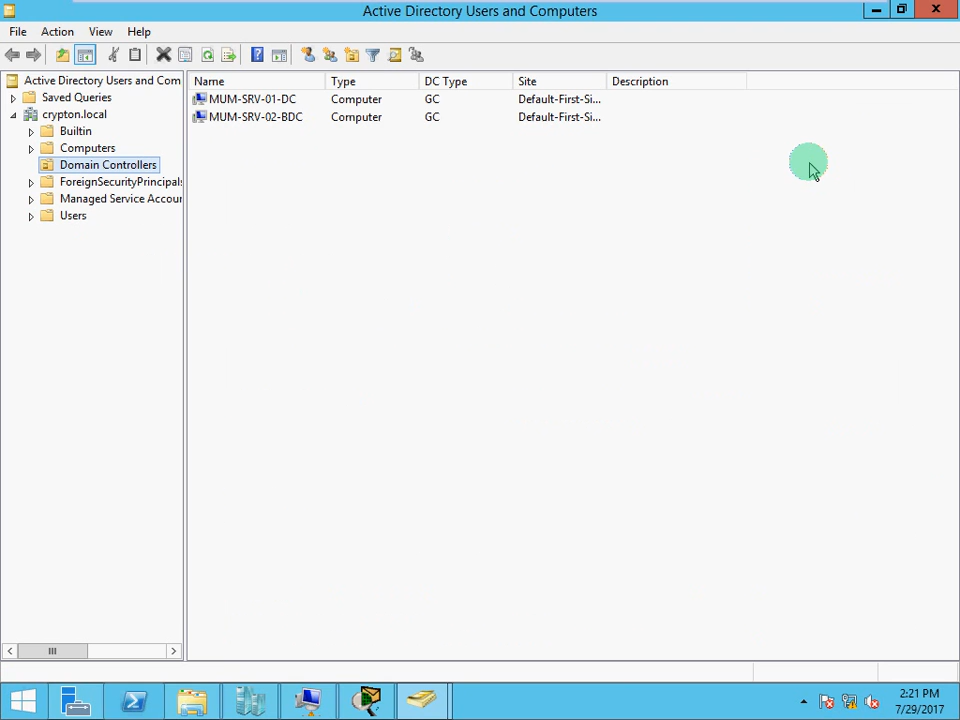 Active Directory Users and Computers
File Action View Help
Active Directory Users and Com
Saved Queries
crypton.local
Builtin
Computers
Domain Controllers
ForeignSecurityPrincipals
Managed Service Accour
Users
Name Type DC Type Site Description
MUM-SRV-01-DC Computer GC Default-First-Si...
MUM-SRV-02-BDC Computer GC Default-First-Si...
2:21 PM
7/29/2017